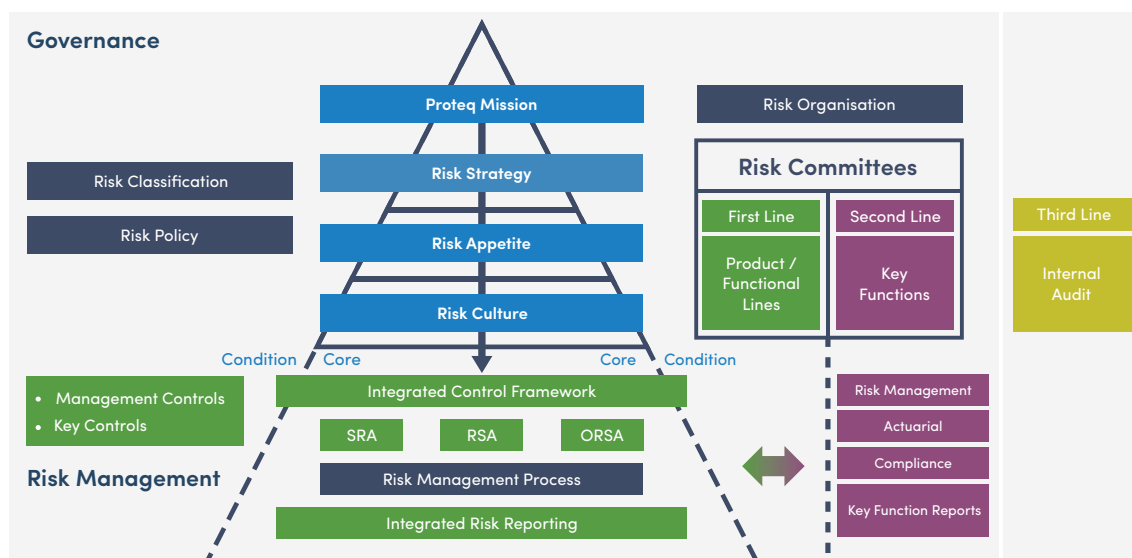 Governance
Proteq Mission
Risk Organisation
Risk Strategy
Risk Committees
Risk Classification
Risk Policy
First Line
Second Line
Third Line
Risk Appetite
Product /
Functional
Lines
Key
Functions
Internal
Audit
Risk Culture
Condition
Core
Core
Condition
Integrated Control Framework
• Management Controls
• Key Controls
SRA
RSA
ORSA
Risk Management
Risk Management Process
Integrated Risk Reporting
Risk Management
Actuarial
Compliance
Key Function Reports